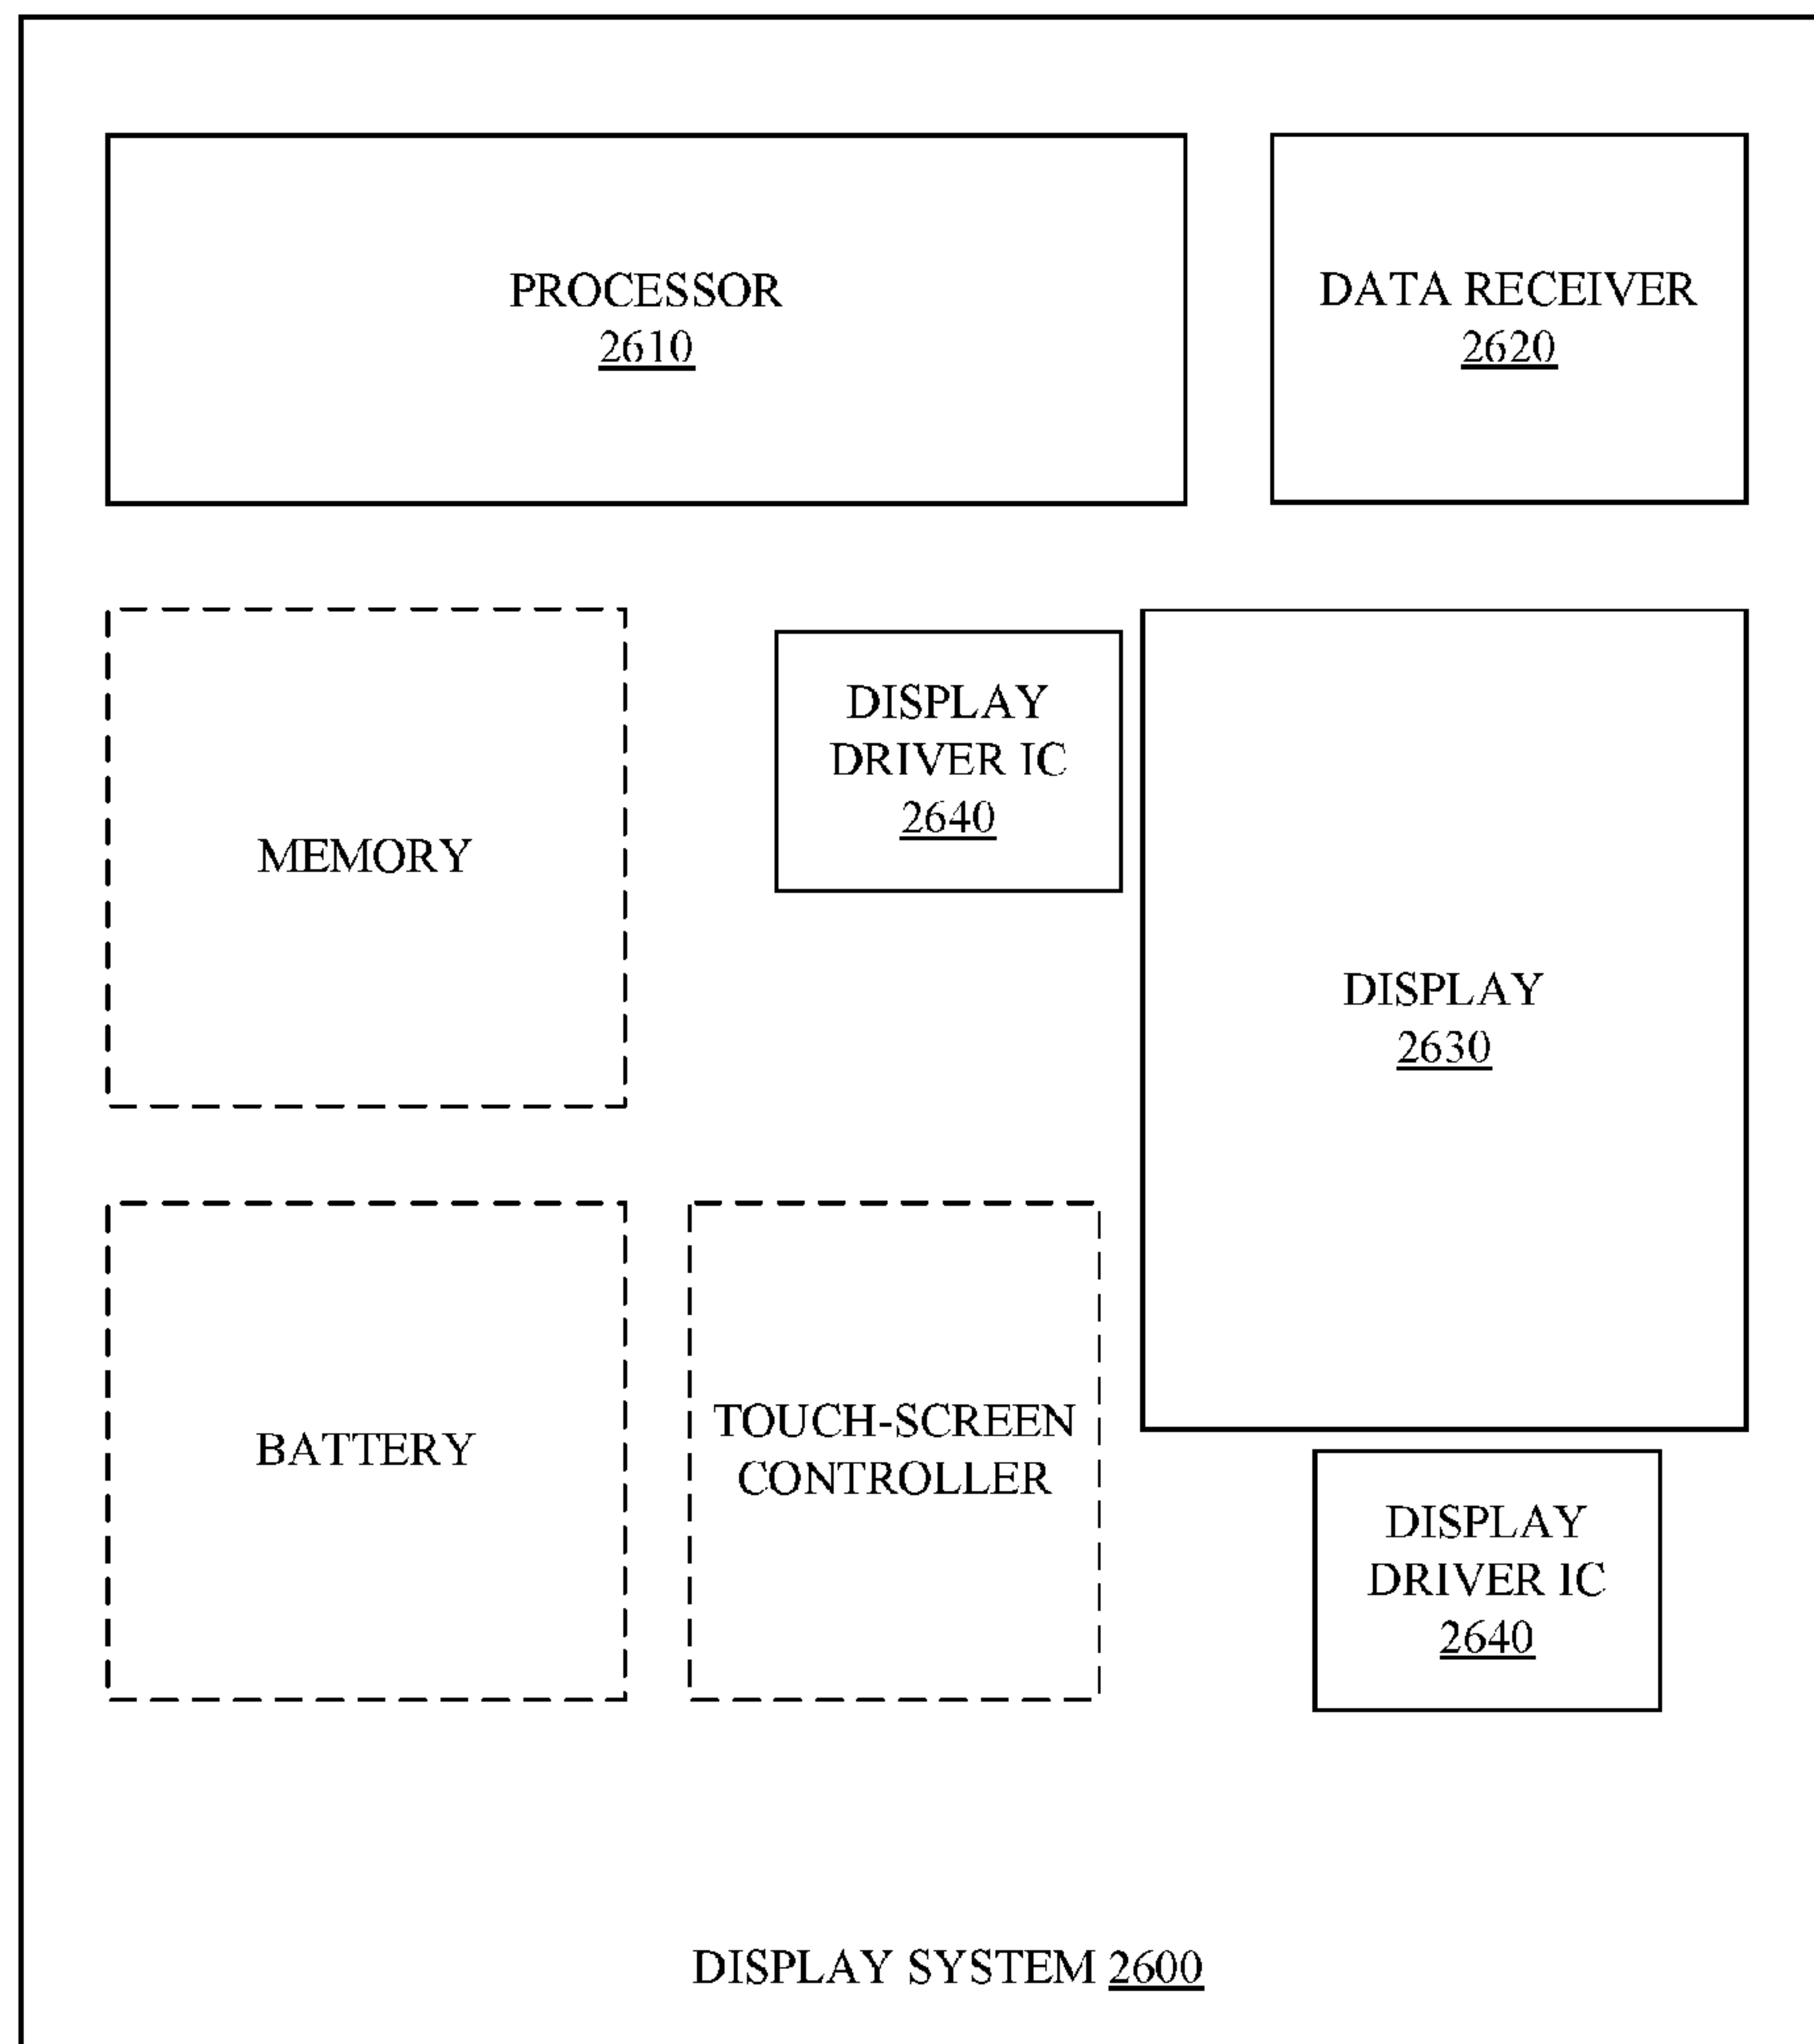 PROCESSOR
2610
DATA RECEIVER
2620
MEMORY
DISPLAY
DRIVER IC
2640
DISPLAY
2630
BATTERY
TOUCH-SCREEN
CONTROLLER
DISPLAY
DRIVER IC
2640
DISPLAY SYSTEM 2600